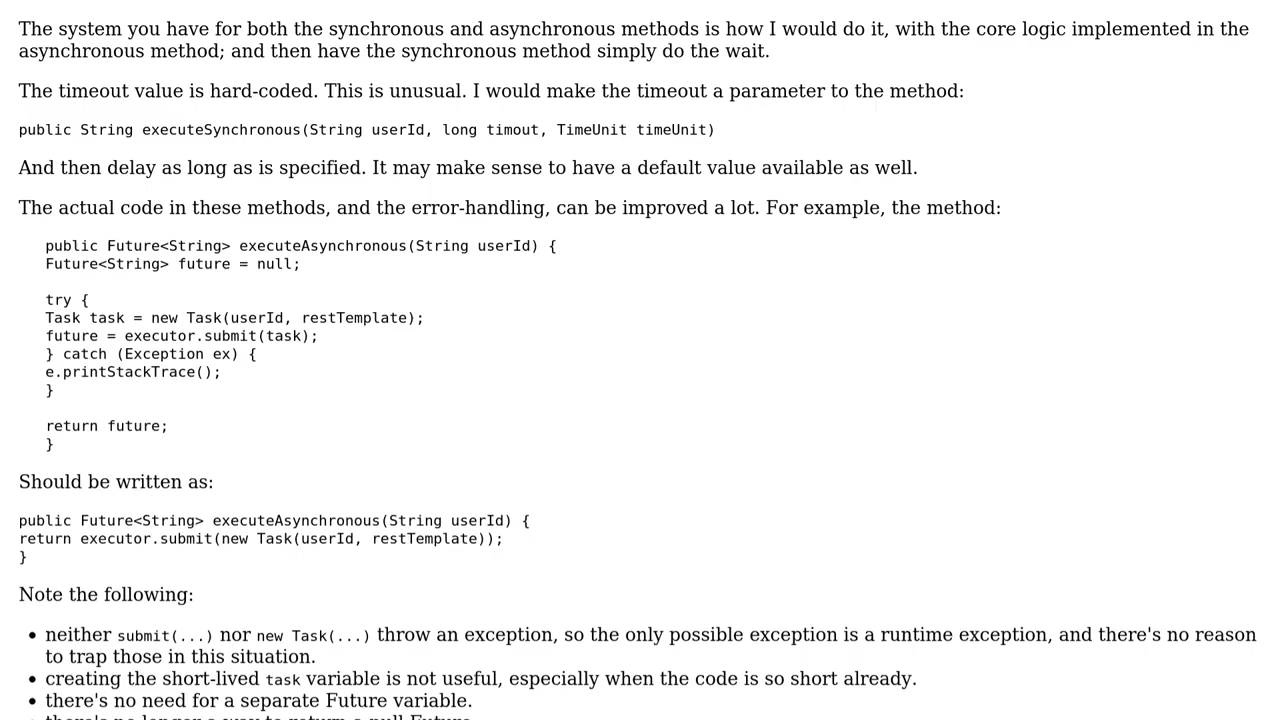 The system you have for both the synchronous and asynchronous methods is how I would do it, with the core logic implemented in the
asynchronous method; and then have the synchronous method simply do the wait.
The timeout value is hard-coded. This is unusual. I would make the timeout a parameter to the method:
public String executeSynchronous(String userId, long timout, TimeUnit timeUnit)
And then delay as long as is specified. It may make sense to have a default value available as well.
The actual code in these methods, and the error-handling, can be improved a lot. For example, the method:
public Future<String> executeAsynchronous(String userId) {
Future<String> future = null;
try {
Task task = new Task(userId, restTemplate);
future = executor.submit(task);
} catch (Exception ex) {
e.printStackTrace();
}
return future;
}
Should be written as:
public Future<String> executeAsynchronous(String userId) {
return executor.submit(new Task(userId, restTemplate));
}
Note the following:
• neither submit(...) nor new Task(...) throw an exception, so the only possible exception is a runtime exception, and there's no reason
to trap those in this situation.
• creating the short-lived task variable is not useful, especially when the code is so short already.
• there's no need for a separate Future variable.
• there's no longer a way to return a null Future